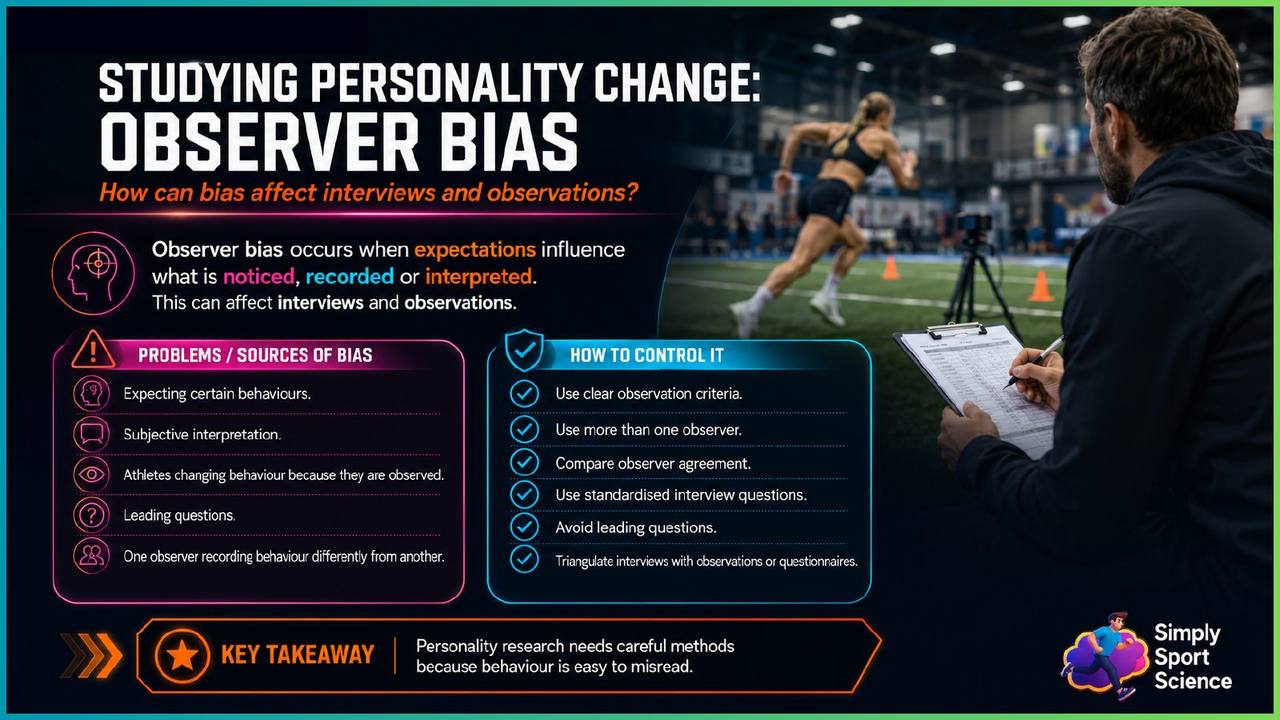 STUDYING PERSONALITY CHANGE:
OBSERVER BIAS
How can bias affect interviews and observations?
Observer bias occurs when expectations influence
what is noticed, recorded or interpreted.
This can affect interviews and observations.
PROBLEMS / SOURCES OF BIAS
Expecting certain behaviours.
Subjective interpretation.
Athletes changing behaviour because they are observed.
Leading questions.
One observer recording behaviour differently from another.
HOW TO CONTROL IT
Use clear observation criteria.
Use more than one observer.
Compare observer agreement.
Use standardised interview questions.
Avoid leading questions.
Triangulate interviews with observations or questionnaires.
KEY TAKEAWAY
Personality research needs careful methods
because behaviour is easy to misread.
Simply
Sport
Science